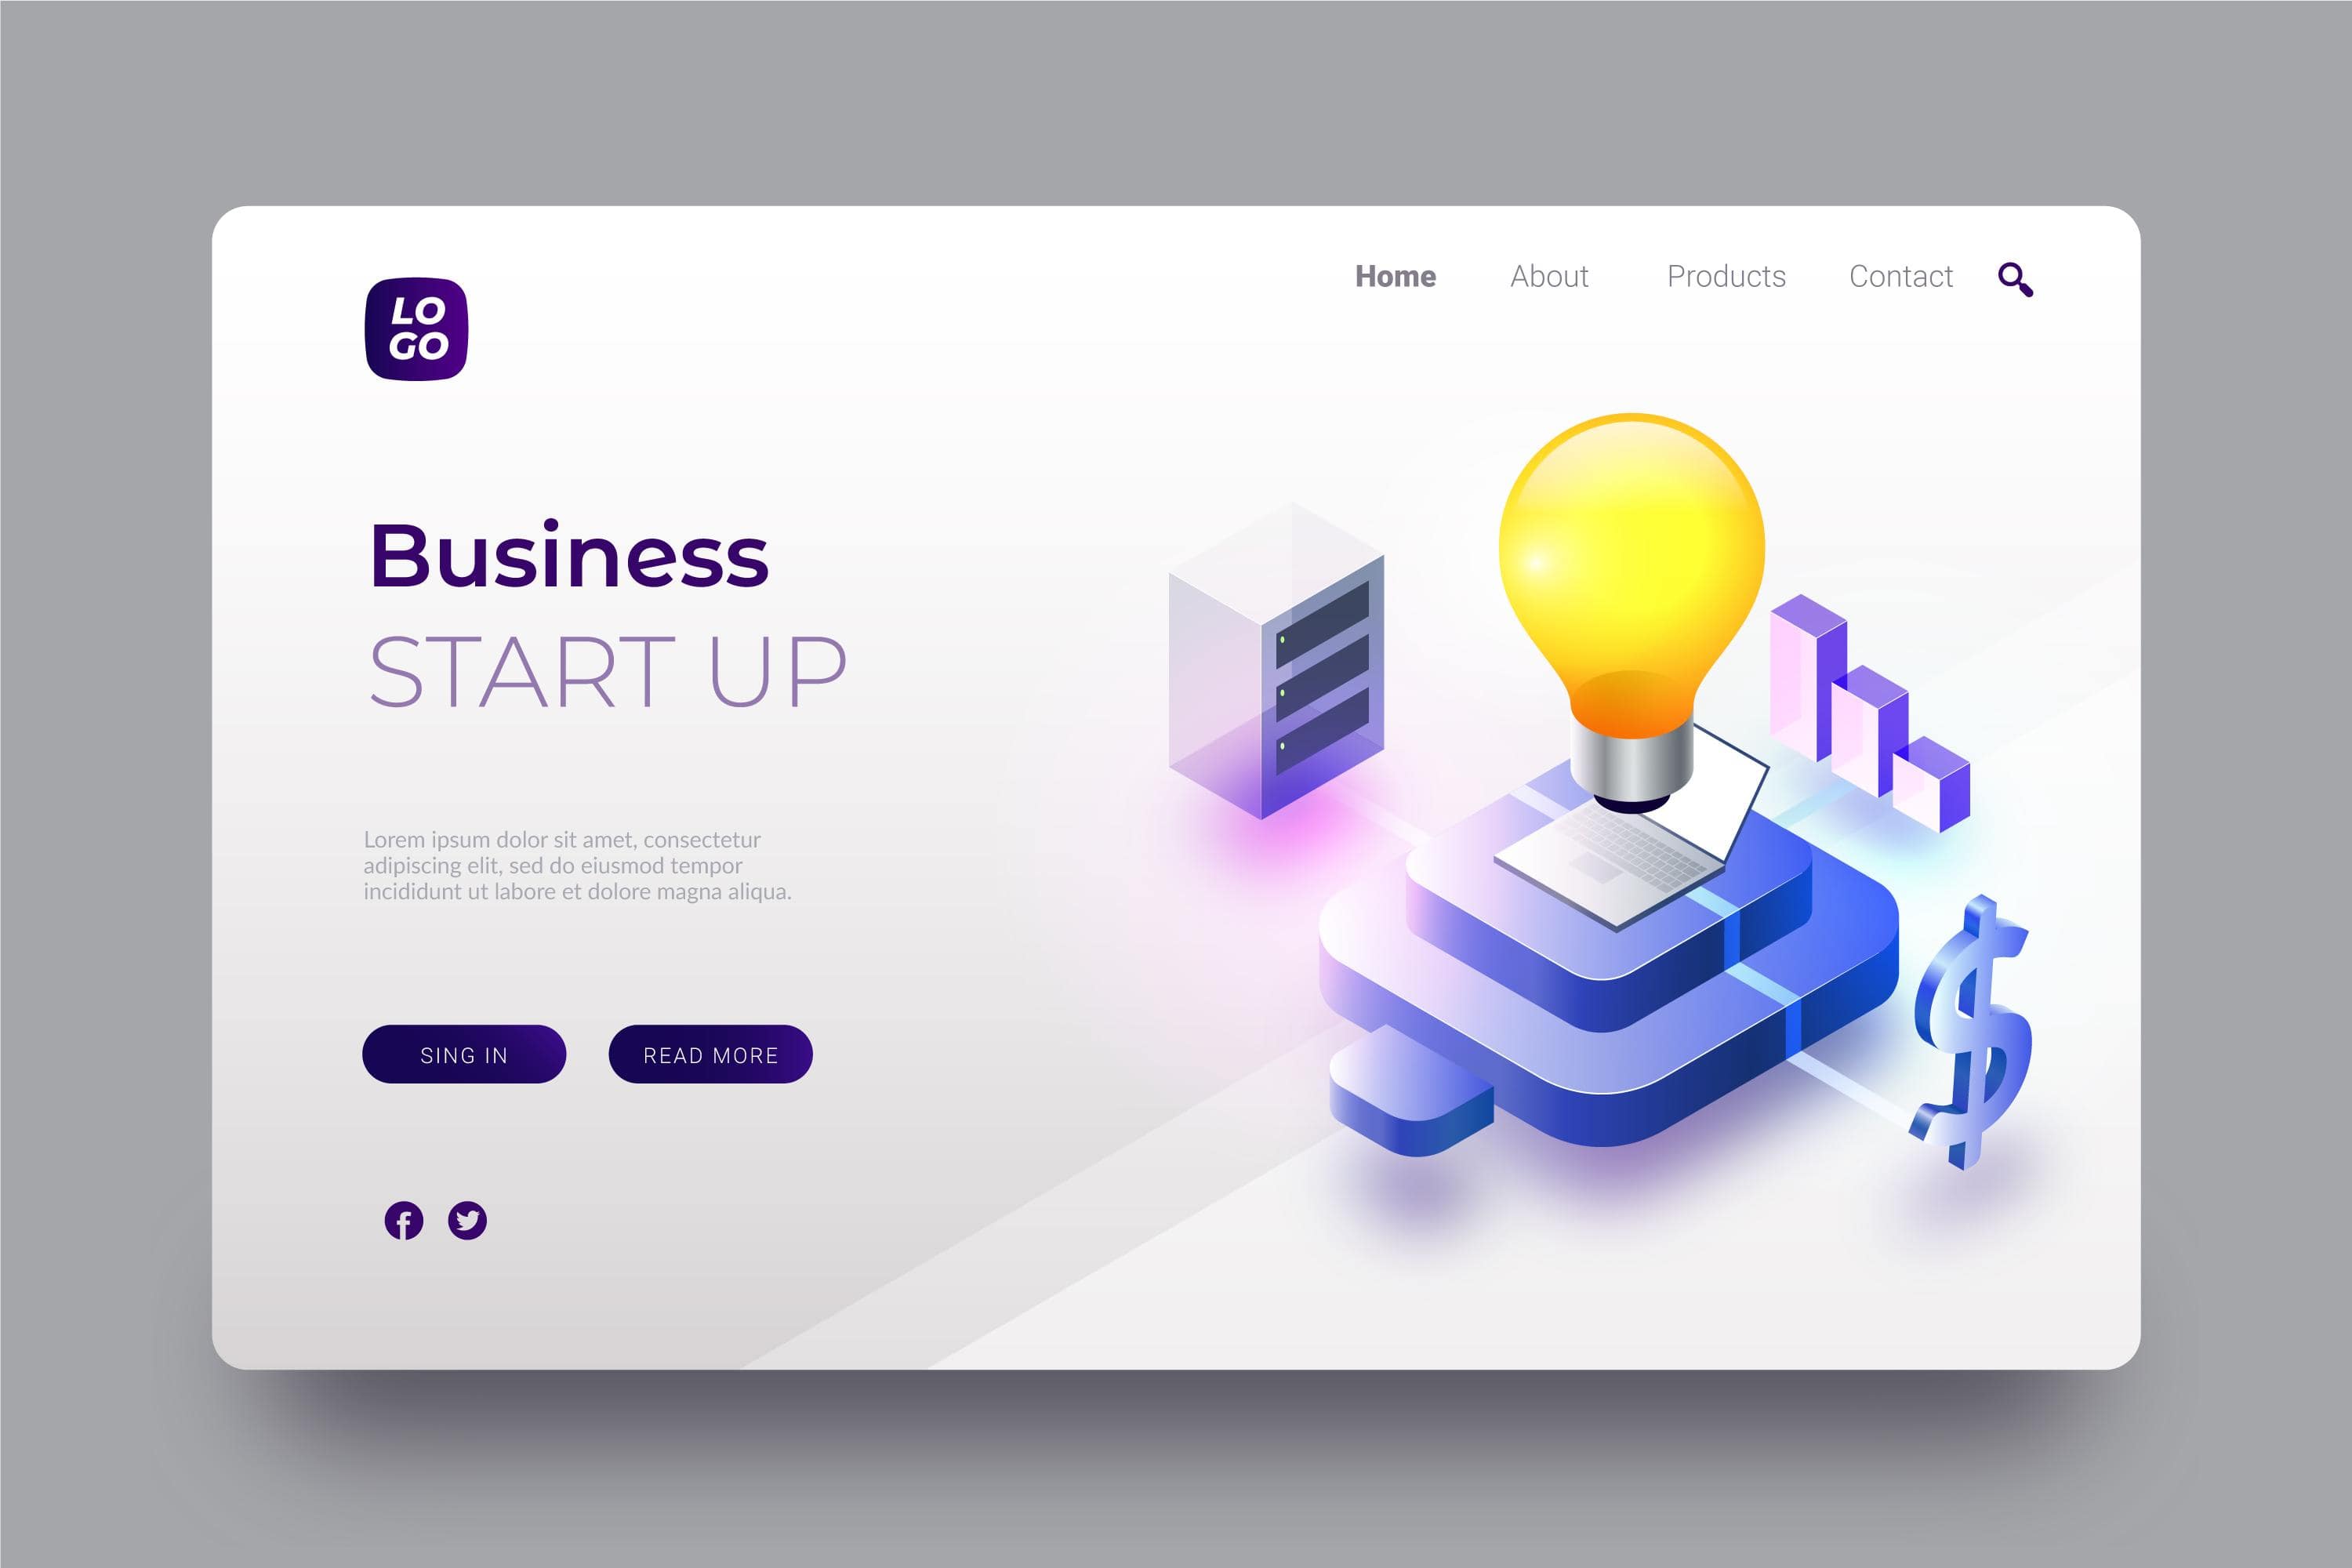 LO
GO
Home About Products Contact
Business
START UP
Lorem ipsum dolor sit amet, consectetur
adipiscing elit, sed do eiusmod tempor
incididunt ut labore et dolore magna aliqua.
SING IN
READ MORE